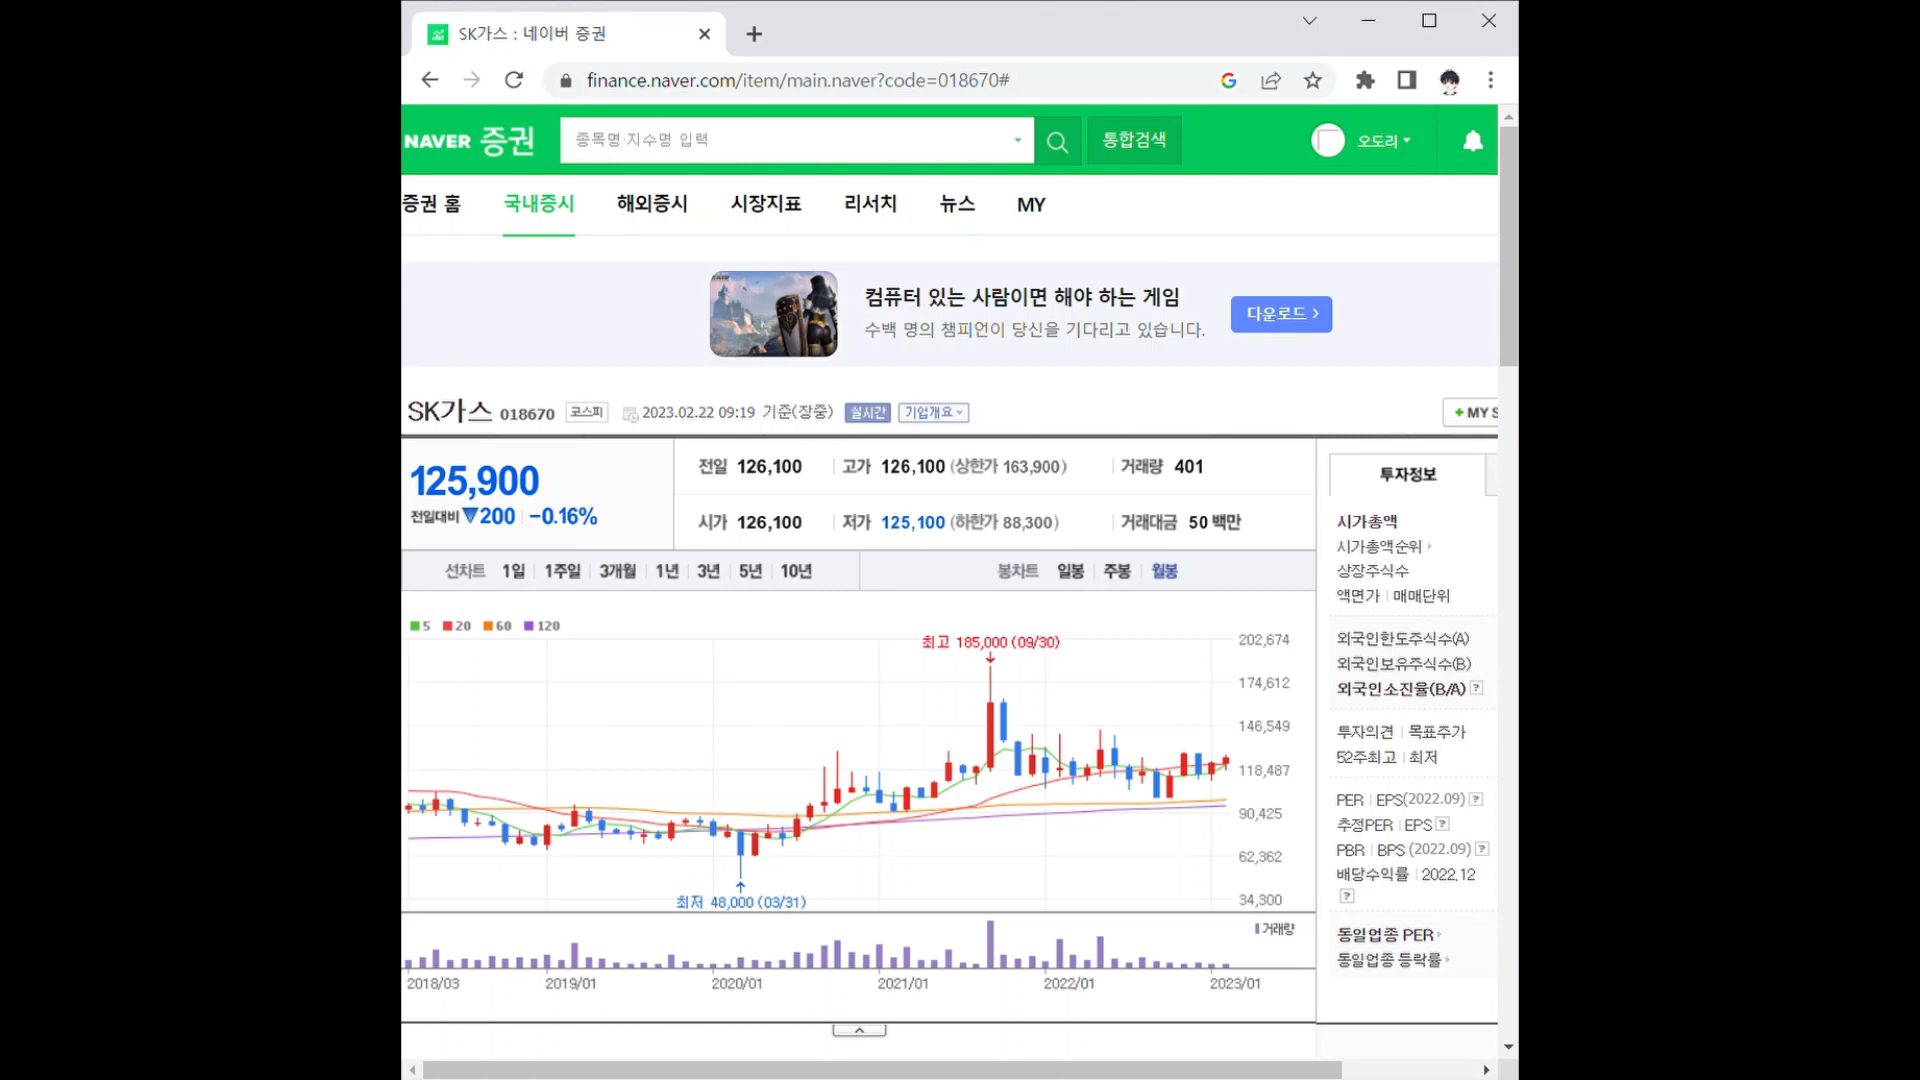 SK가스 : 네이버 증권
finance.naver.com/item/main.naver?code=018670#
NAVER 증권
종목명·지수명 입력
통합검색
오도리
증권 홈 국내증시 해외증시 시장지표 리서치 뉴스 MY
컴퓨터 있는 사람이면 해야 하는 게임
수백 명의 챔피언이 당신을 기다리고 있습니다.
다운로드
SK가스 018670 코스피 2023.02.22 09:19 기준(장중) 실시간 기업개요
+ MY S
125,900
전일대비 ▼200 -0.16%
전일 126,100 고가 126,100 (상한가 163,900) 거래량 401
시가 126,100 저가 125,100 (하한가 88,300) 거래대금 50 백만
선차트 1일 1주일 3개월 1년 3년 5년 10년
봉차트 일봉 주봉 월봉
5 20 60 120
최고 185,000 (09/30)
202,674
174,612
146,549
118,487
90,425
62,362
34,300
최저 48,000 (03/31)
거래량
2018/03 2019/01 2020/01 2021/01 2022/01 2023/01
투자정보
시가총액
시가총액순위
상장주식수
액면가 | 매매단위
외국인한도주식수(A)
외국인보유주식수(B)
외국인소진율(B/A) ?
투자의견 | 목표주가
52주최고 | 최저
PER | EPS(2022.09) ?
추정PER | EPS ?
PBR | BPS (2022.09) ?
배당수익률 | 2022.12
?
동일업종 PER
동일업종 등락률